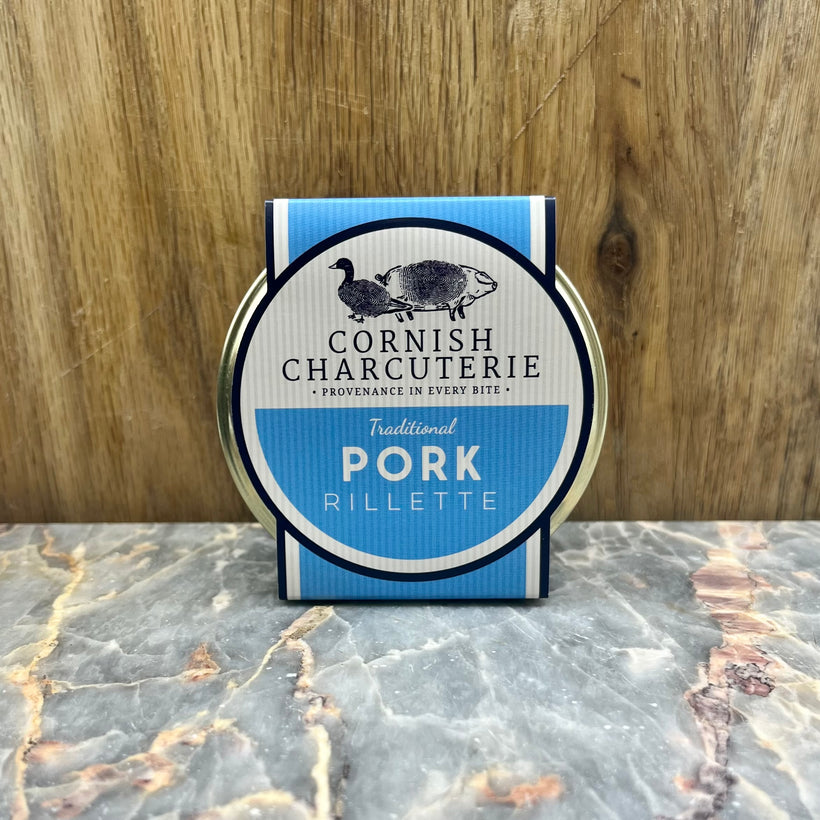 CORNISH
CHARCUTERIE
• PROVENANCE IN EVERY BITE •
Traditional
PORK
RILLETTE